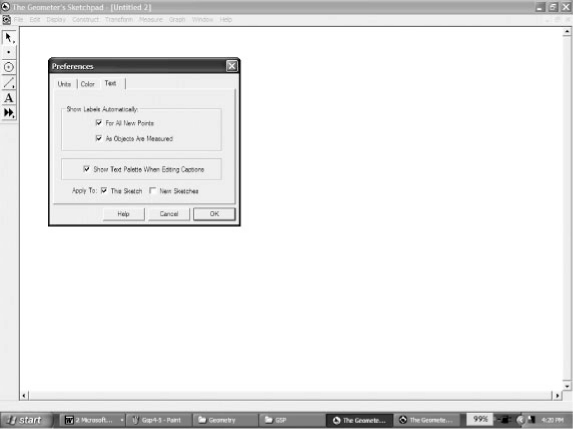 The Geometer's Sketchpad - [Untitled 2]
File Edit Display Construct Transform Measure Graph Window Help
Preferences
Units Color Text
Show Labels Automatically:
For All New Points
As Objects Are Measured
Show Text Palette When Editing Captions
Apply To: This Sketch New Sketches
Help Cancel OK
A
start 2 Microsoft... Gsp4-5 - Paint Geometry GSP The Geomete... The Geomete... 99% 4:35 PM